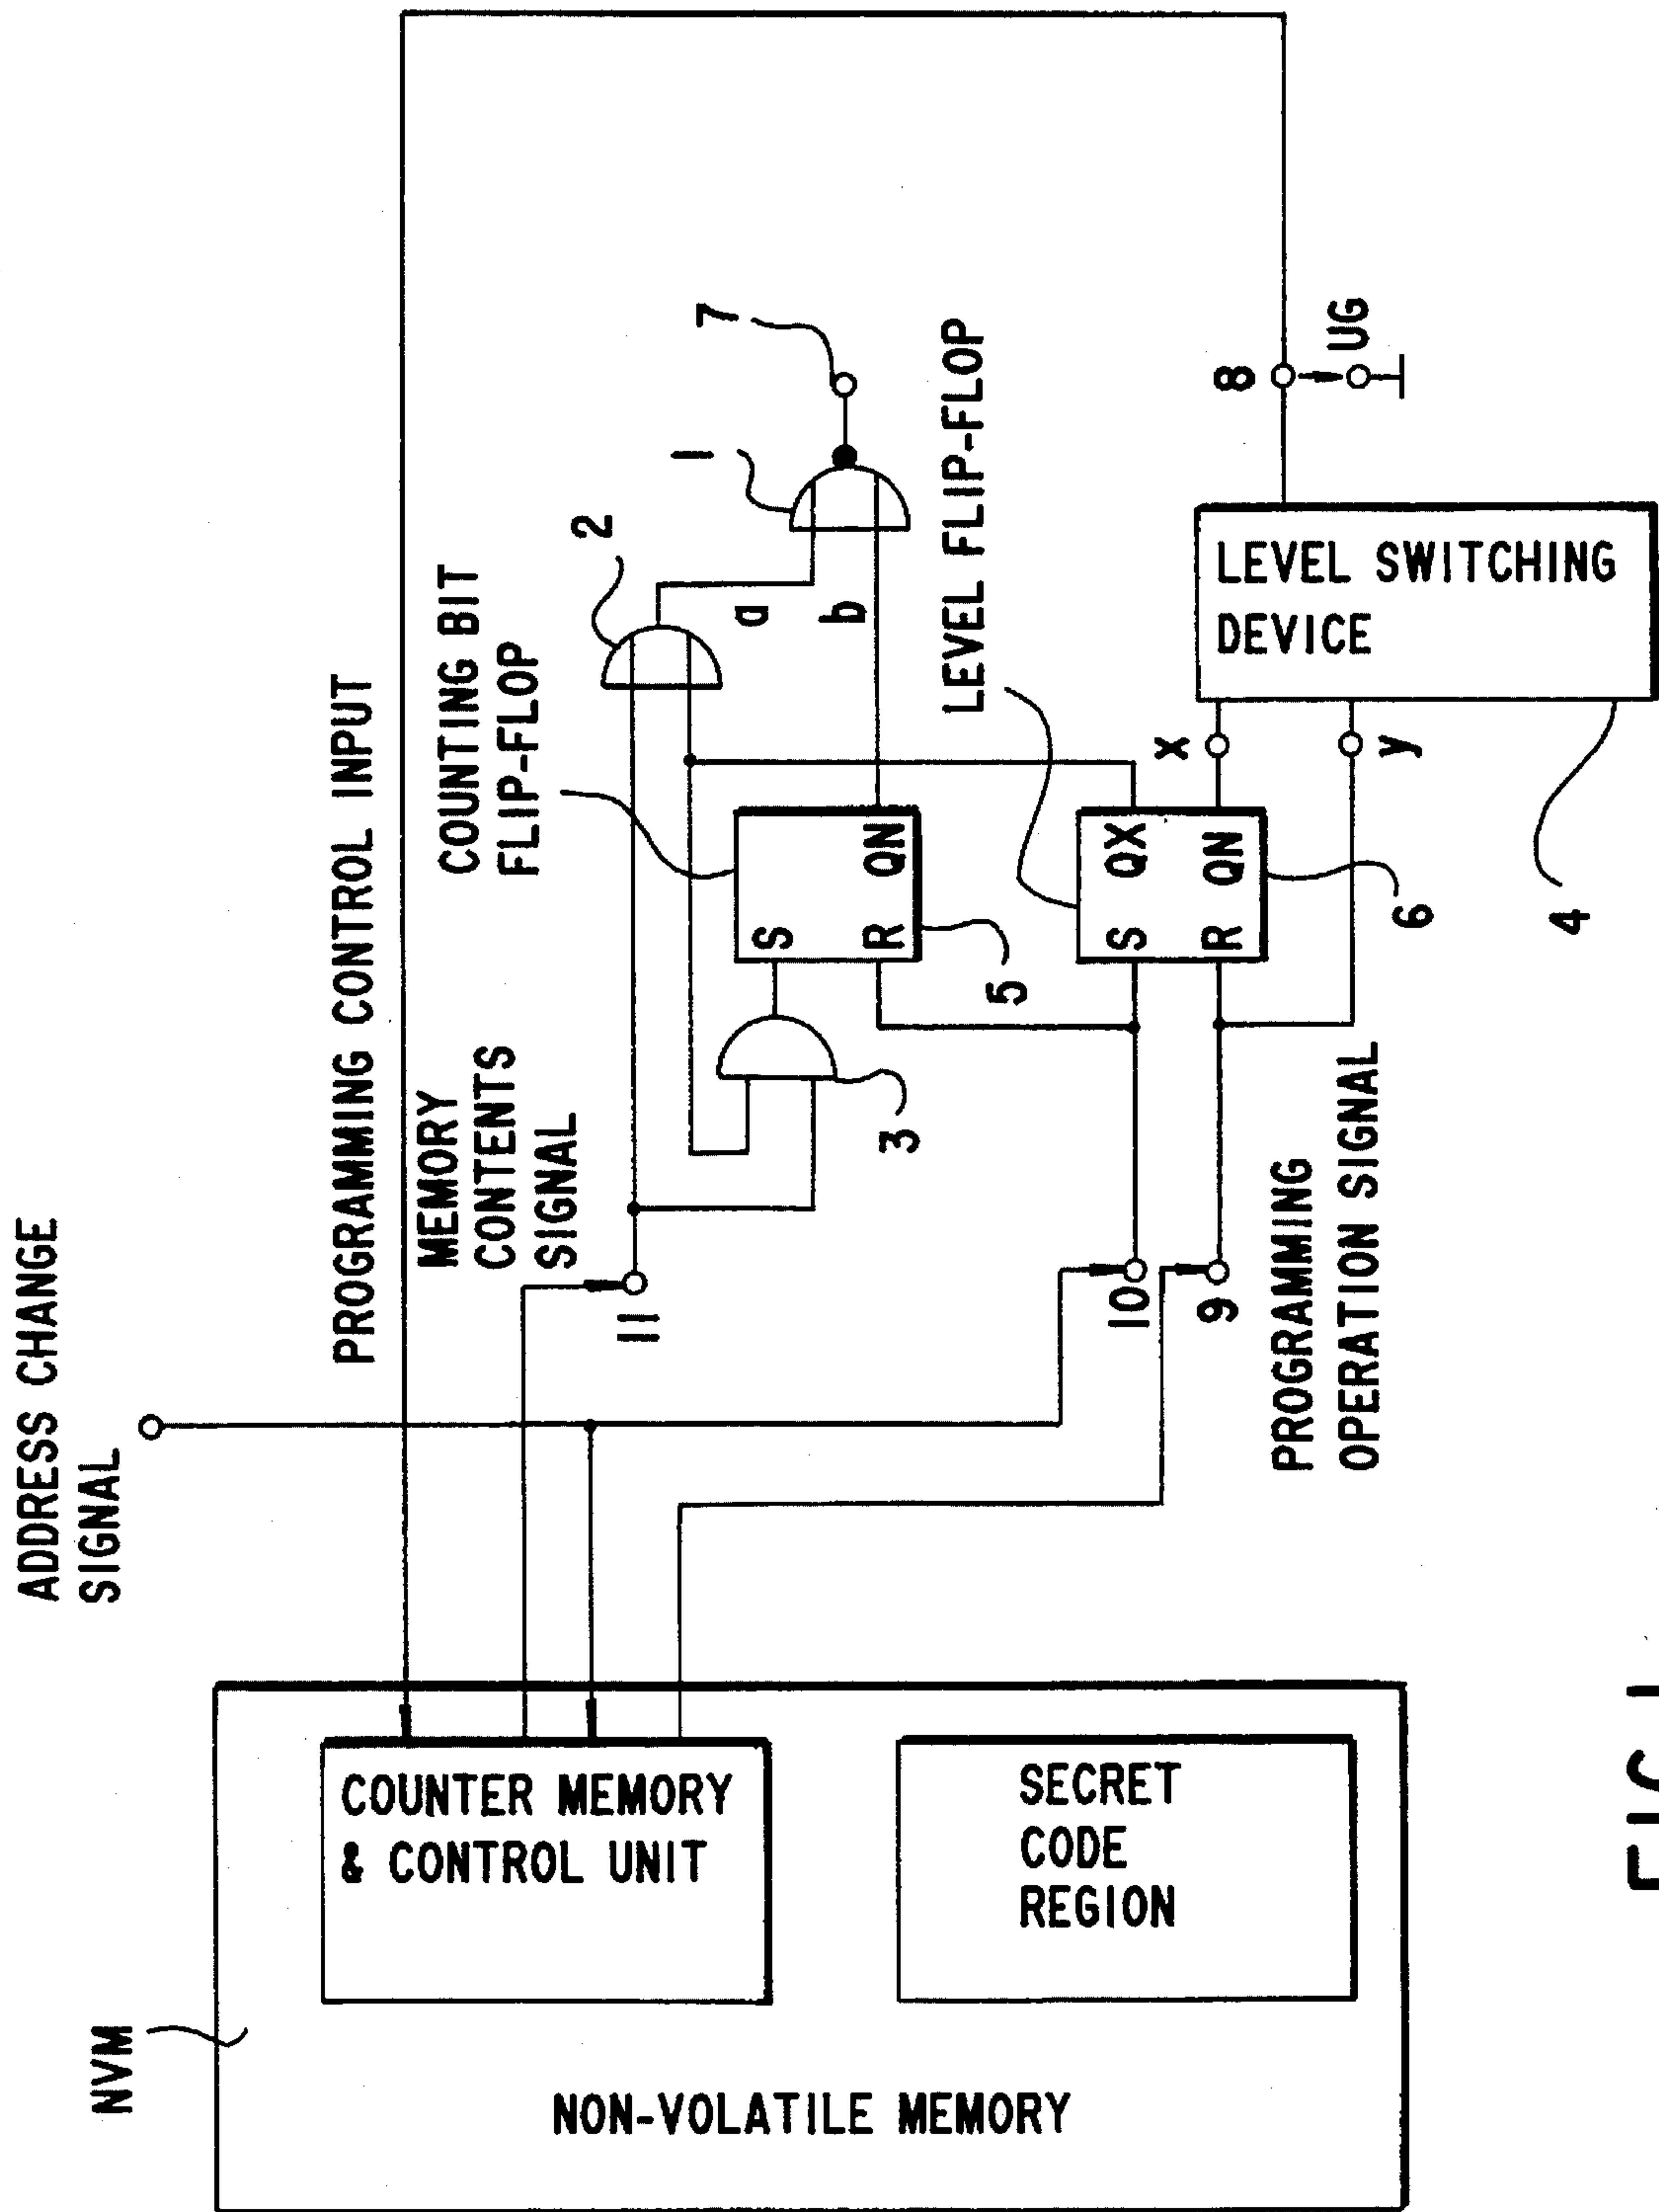 ADDRESS CHANGE
SIGNAL
PROGRAMMING CONTROL INPUT
MEMORY
CONTENTS
SIGNAL
COUNTING BIT
FLIP-FLOP
NVM
NON-VOLATILE MEMORY
COUNTER MEMORY
& CONTROL UNIT
SECRET
CODE
REGION
11
10
9
PROGRAMMING
OPERATION SIGNAL
2
3
1
7
a
b
S
R QN
5
LEVEL FLIP-FLOP
S QX
R QN
6
x
y
LEVEL SWITCHING
DEVICE
4
8
UG